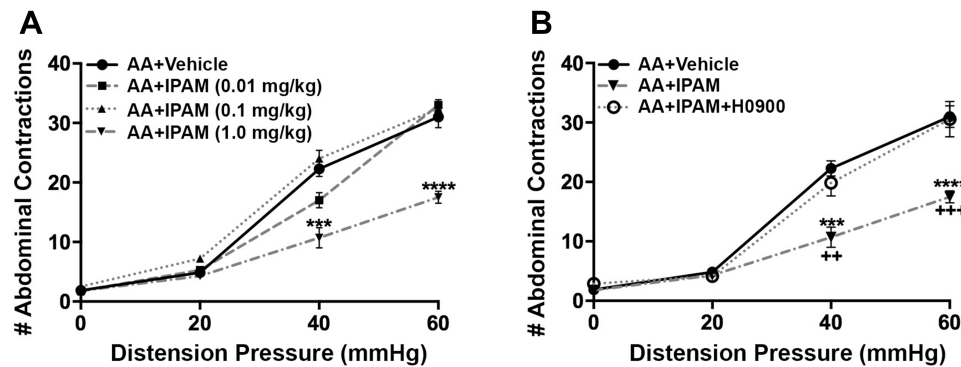 A
# Abdominal Contractions
40
30
20
10
0
AA+Vehicle
AA+IPAM (0.01 mg/kg)
AA+IPAM (0.1 mg/kg)
AA+IPAM (1.0 mg/kg)
***
****
0 20 40 60
Distension Pressure (mmHg)
B
# Abdominal Contractions
40
30
20
10
0
AA+Vehicle
AA+IPAM
AA+IPAM+H0900
***
++
****
+++
0 20 40 60
Distension Pressure (mmHg)